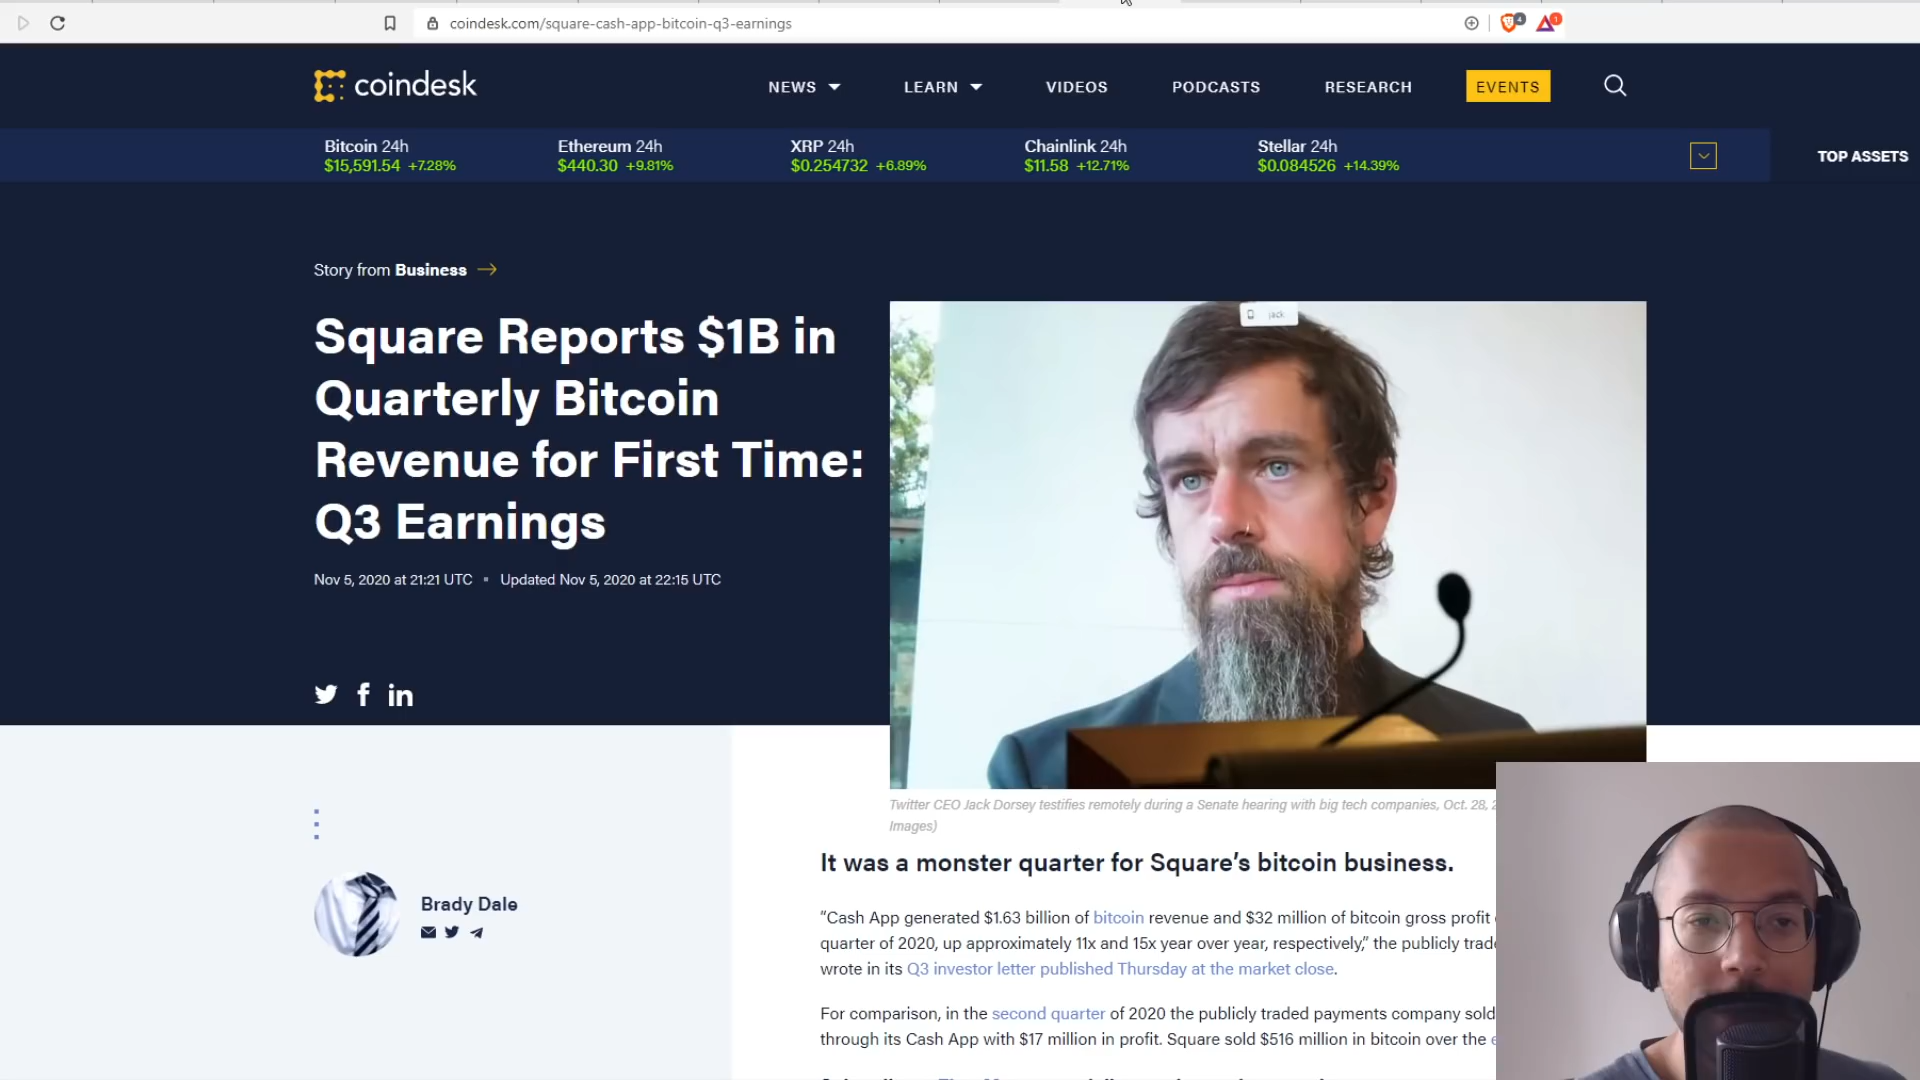 coindesk.com/square-cash-app-bitcoin-q3-earnings
4
1
coindesk
NEWS LEARN VIDEOS PODCASTS RESEARCH EVENTS
Bitcoin 24h
$15,591.54 +7.28%
Ethereum 24h
$440.30 +9.81%
XRP 24h
$0.254732 +6.89%
Chainlink 24h
$11.58 +12.71%
Stellar 24h
$0.084526 +14.39%
TOP ASSETS
Story from Business
Square Reports $1B in
Quarterly Bitcoin
Revenue for First Time:
Q3 Earnings
Nov 5, 2020 at 21:21 UTC ▪ Updated Nov 5, 2020 at 22:15 UTC
jack
Twitter CEO Jack Dorsey testifies remotely during a Senate hearing with big tech companies, Oct. 28,
Images)
Brady Dale
It was a monster quarter for Square’s bitcoin business.
“Cash App generated $1.63 billion of bitcoin revenue and $32 million of bitcoin gross profit
quarter of 2020, up approximately 11x and 15x year over year, respectively,” the publicly
wrote in its Q3 investor letter published Thursday at the market close.
For comparison, in the second quarter of 2020 the publicly traded payments company sold
through its Cash App with $17 million in profit. Square sold $516 million in bitcoin over the